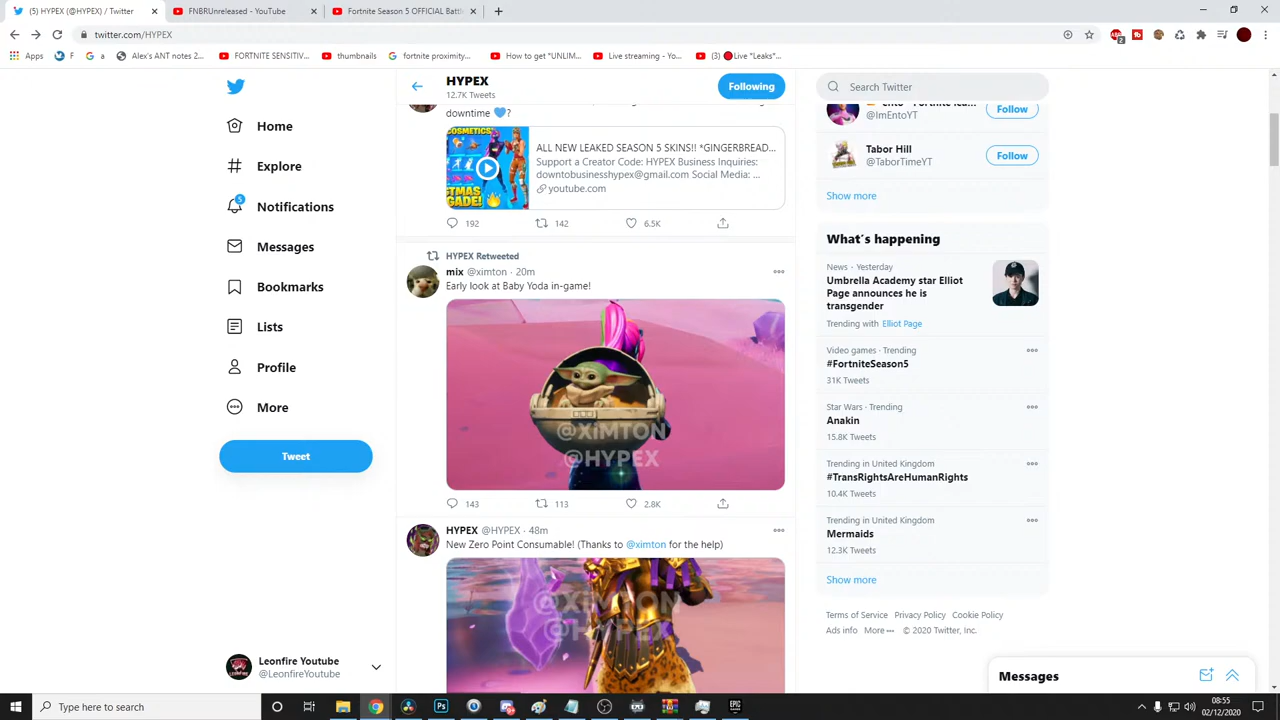 (5) HYPEX / Twitter
FNBRUnreleased - YouTube
Fortnite Season 5 OFFICIAL Battl
twitter.com/HYPEX
Apps
F
a
Alex's ANT notes 2...
FORTNITE SENSITIV...
thumbnails
fortnite proximity...
How to get *UNLIM...
Live streaming - Yo...
(3) Live *Leaks*...
HYPEX
12.7K Tweets
Following
Home
Explore
5
Notifications
Messages
Bookmarks
Lists
Profile
More
Tweet
Leonfire Youtube
@LeonfireYoutube
downtime 💙?
COSMETICS
ALL NEW LEAKED SEASON 5 SKINS!! *GINGERBREAD...
Support a Creator Code: HYPEX Business Inquiries:
downtobusinesshypex@gmail.com Social Media: ...
youtube.com
192 142 6.5K
HYPEX Retweeted
mix @ximton · 20m
Early look at Baby Yoda in-game!
@XIMTON
@HYPEX
143 113 2.8K
HYPEX @HYPEX · 48m
New Zero Point Consumable! (Thanks to @ximton for the help)
@XIMTON
@HYPEX
Search Twitter
@ImEntoYT
Follow
Tabor Hill
@TaborTimeYT
Follow
Show more
What's happening
News · Yesterday
Umbrella Academy star Elliot
Page announces he is
transgender
Trending with Elliot Page
Video games · Trending
#FortniteSeason5
31K Tweets
Star Wars · Trending
Anakin
15.8K Tweets
Trending in United Kingdom
#TransRightsAreHumanRights
10.4K Tweets
Trending in United Kingdom
Mermaids
12.3K Tweets
Show more
Terms of Service Privacy Policy Cookie Policy
Ads info More ··· © 2020 Twitter, Inc.
Messages
Type here to search
08:55
02/12/2020